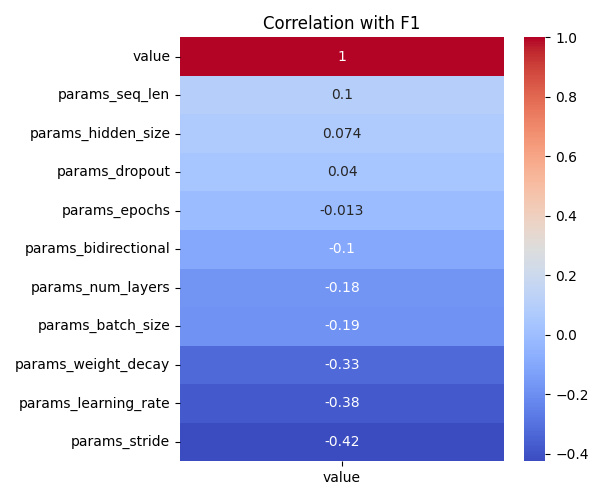 Correlation with F1
value 1
params_seq_len 0.1
params_hidden_size 0.074
params_dropout 0.04
params_epochs -0.013
params_bidirectional -0.1
params_num_layers -0.18
params_batch_size -0.19
params_weight_decay -0.33
params_learning_rate -0.38
params_stride -0.42
value
1.0
0.8
0.6
0.4
0.2
0.0
−0.2
−0.4